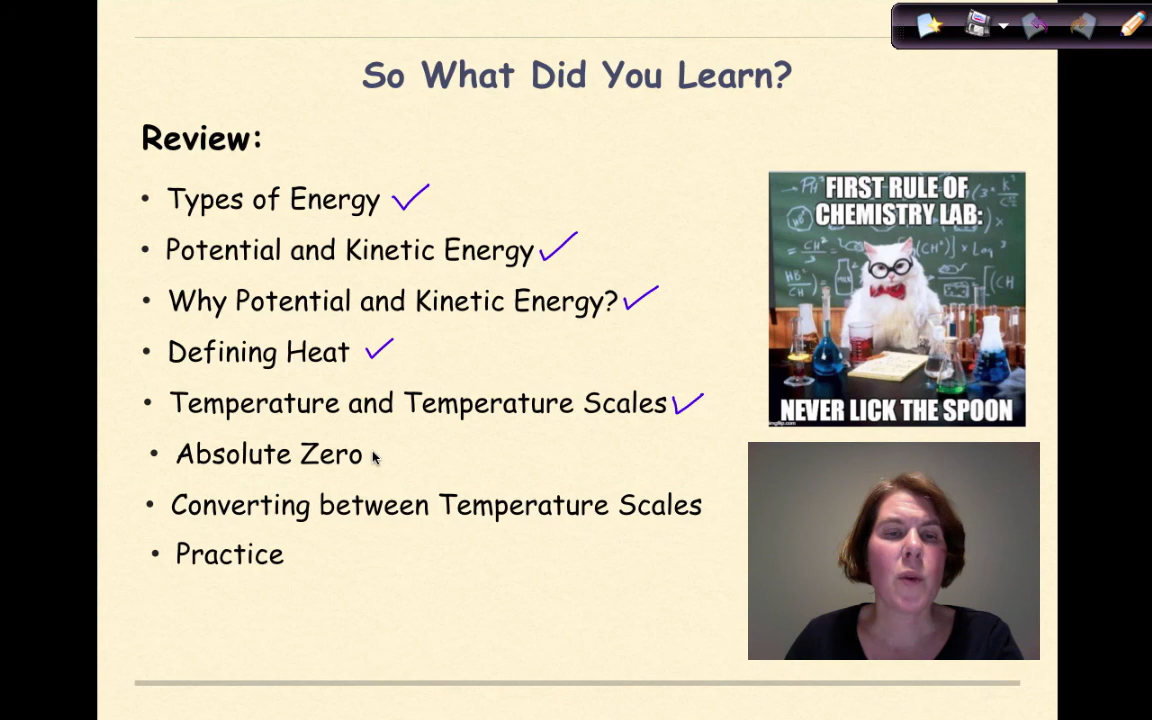 So What Did You Learn?
Review:
• Types of Energy
• Potential and Kinetic Energy
• Why Potential and Kinetic Energy?
• Defining Heat
• Temperature and Temperature Scales
• Absolute Zero
• Converting between Temperature Scales
• Practice
FIRST RULE OF
CHEMISTRY LAB:
NEVER LICK THE SPOON
imgflip.com